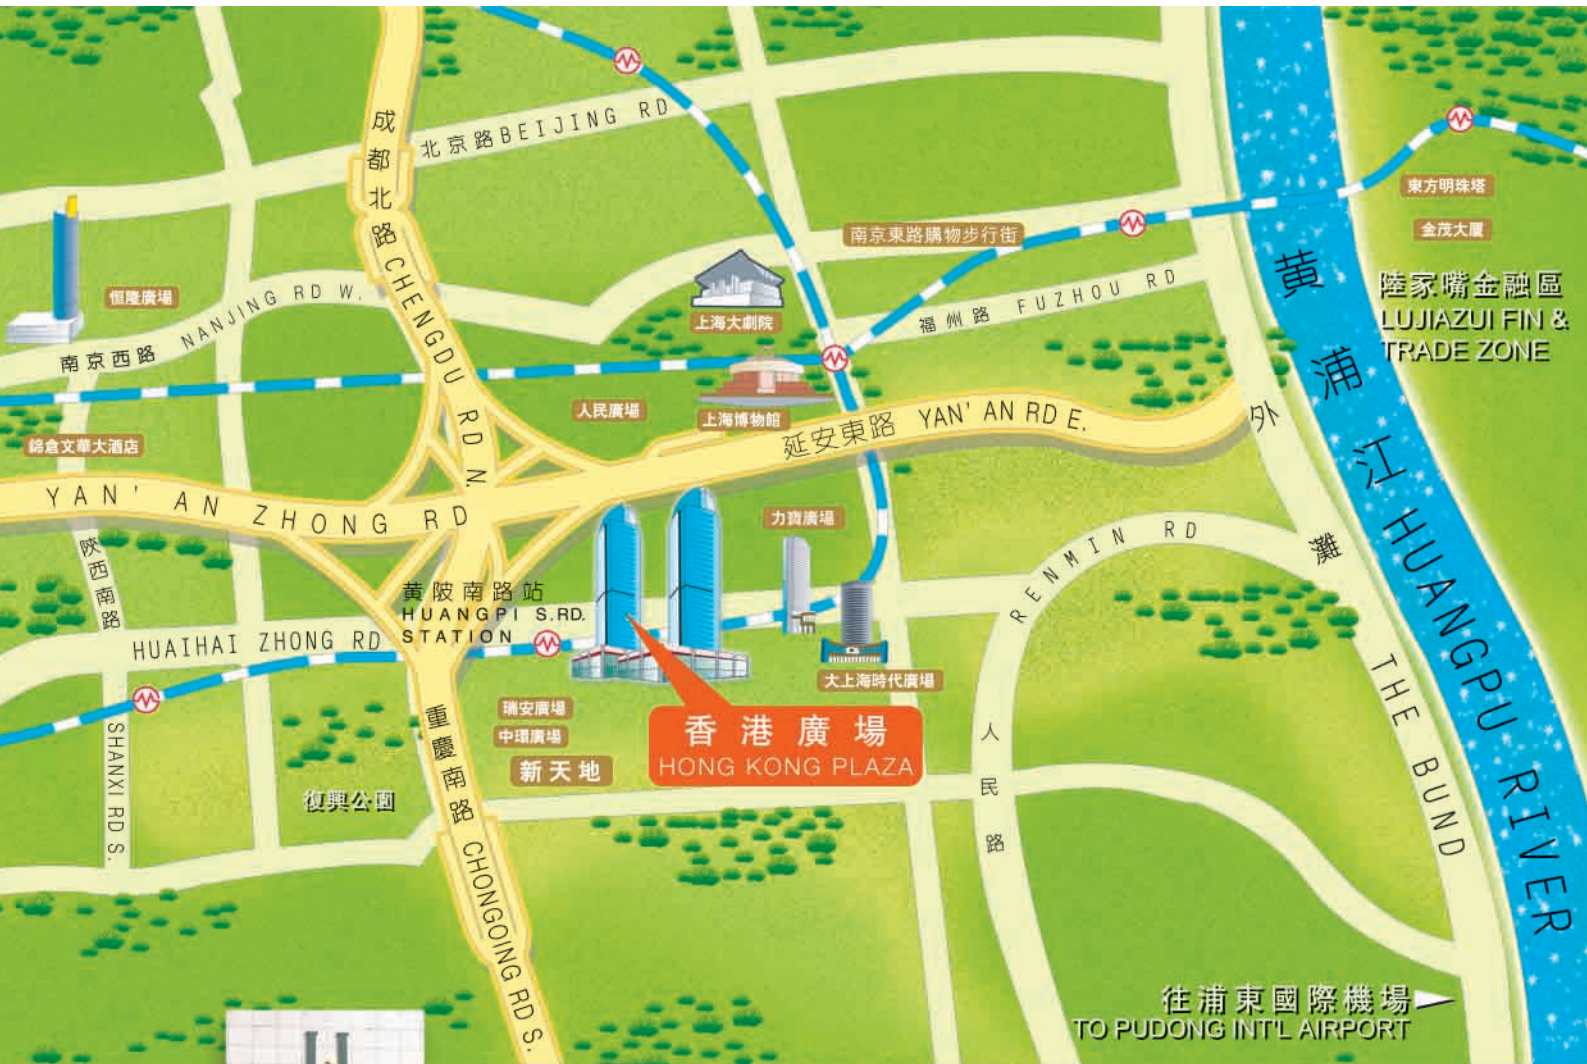 成都北路 CHENGDU RD N.
北京路 BEIJING RD
東方明珠塔
金茂大厦
南京東路購物步行街
陸家嘴金融區
LUJIAZUI FIN &
TRADE ZONE
恒隆廣場
南京西路 NANJING RD W.
上海大劇院
福州路 FUZHOU RD
人民廣場
上海博物館
錦倉文華大酒店
延安東路 YAN'AN RD E.
YAN'AN ZHONG RD
力寶廣場
黄浦江 HUANGPU RIVER
外灘 THE BUND
RENMIN RD
人民路
陝西南路
SHANXI RD S.
黄陂南路站
HUANGPI S.RD.
STATION
HUAIHAI ZHONG RD
大上海時代廣場
瑞安廣場
中環廣場
新天地
香港廣場
HONG KONG PLAZA
復興公園
重慶南路 CHONGOING RD S.
往浦東國際機場
TO PUDONG INT'L AIRPORT